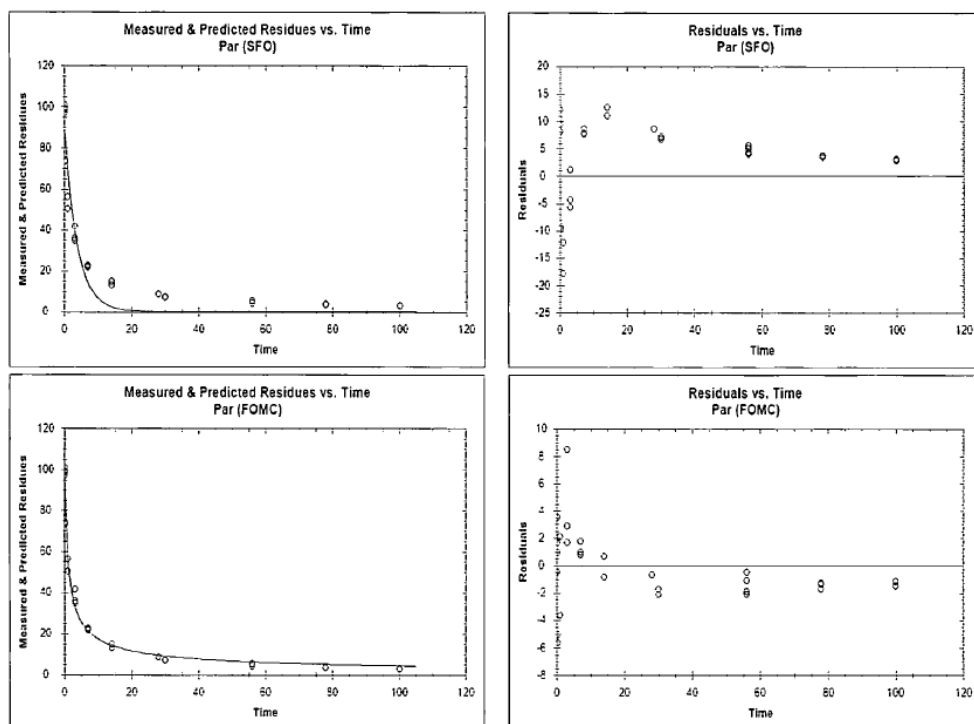 Measured & Predicted Residues vs. Time
Par (SFO)
Measured & Predicted Residues
120
100
80
60
40
20
0
0 20 40 60 80 100 120
Time
Residuals vs. Time
Par (SFO)
Residuals
20
15
10
5
0
-5
-10
-15
-20
-25
0 20 40 60 80 100 120
Time
Measured & Predicted Residues vs. Time
Par (FOMC)
Measured & Predicted Residues
120
100
80
60
40
20
0
0 20 40 60 80 100 120
Time
Residuals vs. Time
Par (FOMC)
Residuals
10
8
6
4
2
0
-2
-4
-6
-8
0 20 40 60 80 100 120
Time